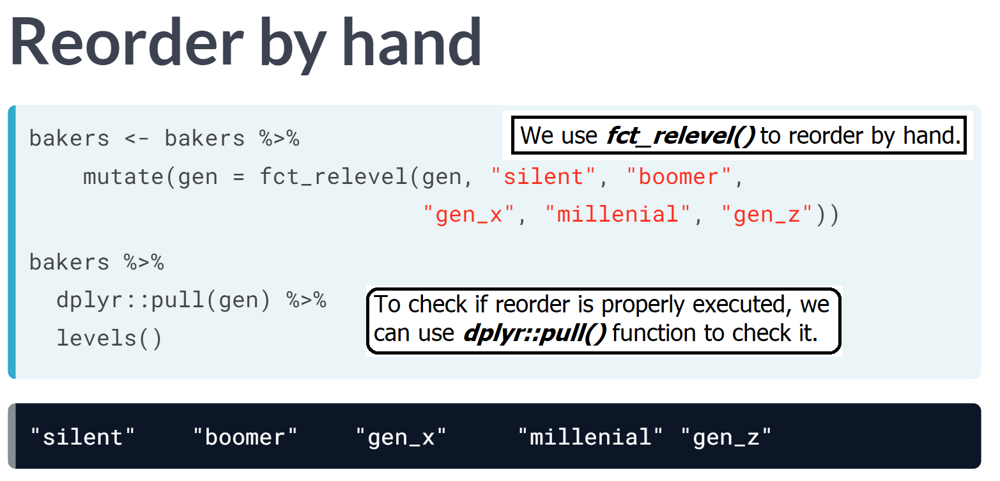 Reorder by hand
bakers <- bakers %>%
We use fct_relevel() to reorder by hand.
mutate(gen = fct_relevel(gen, "silent", "boomer",
"gen_x", "millenial", "gen_z"))
bakers %>%
dplyr::pull(gen) %>%
levels()
To check if reorder is properly executed, we
can use dplyr::pull() function to check it.
"silent" "boomer" "gen_x" "millenial" "gen_z"